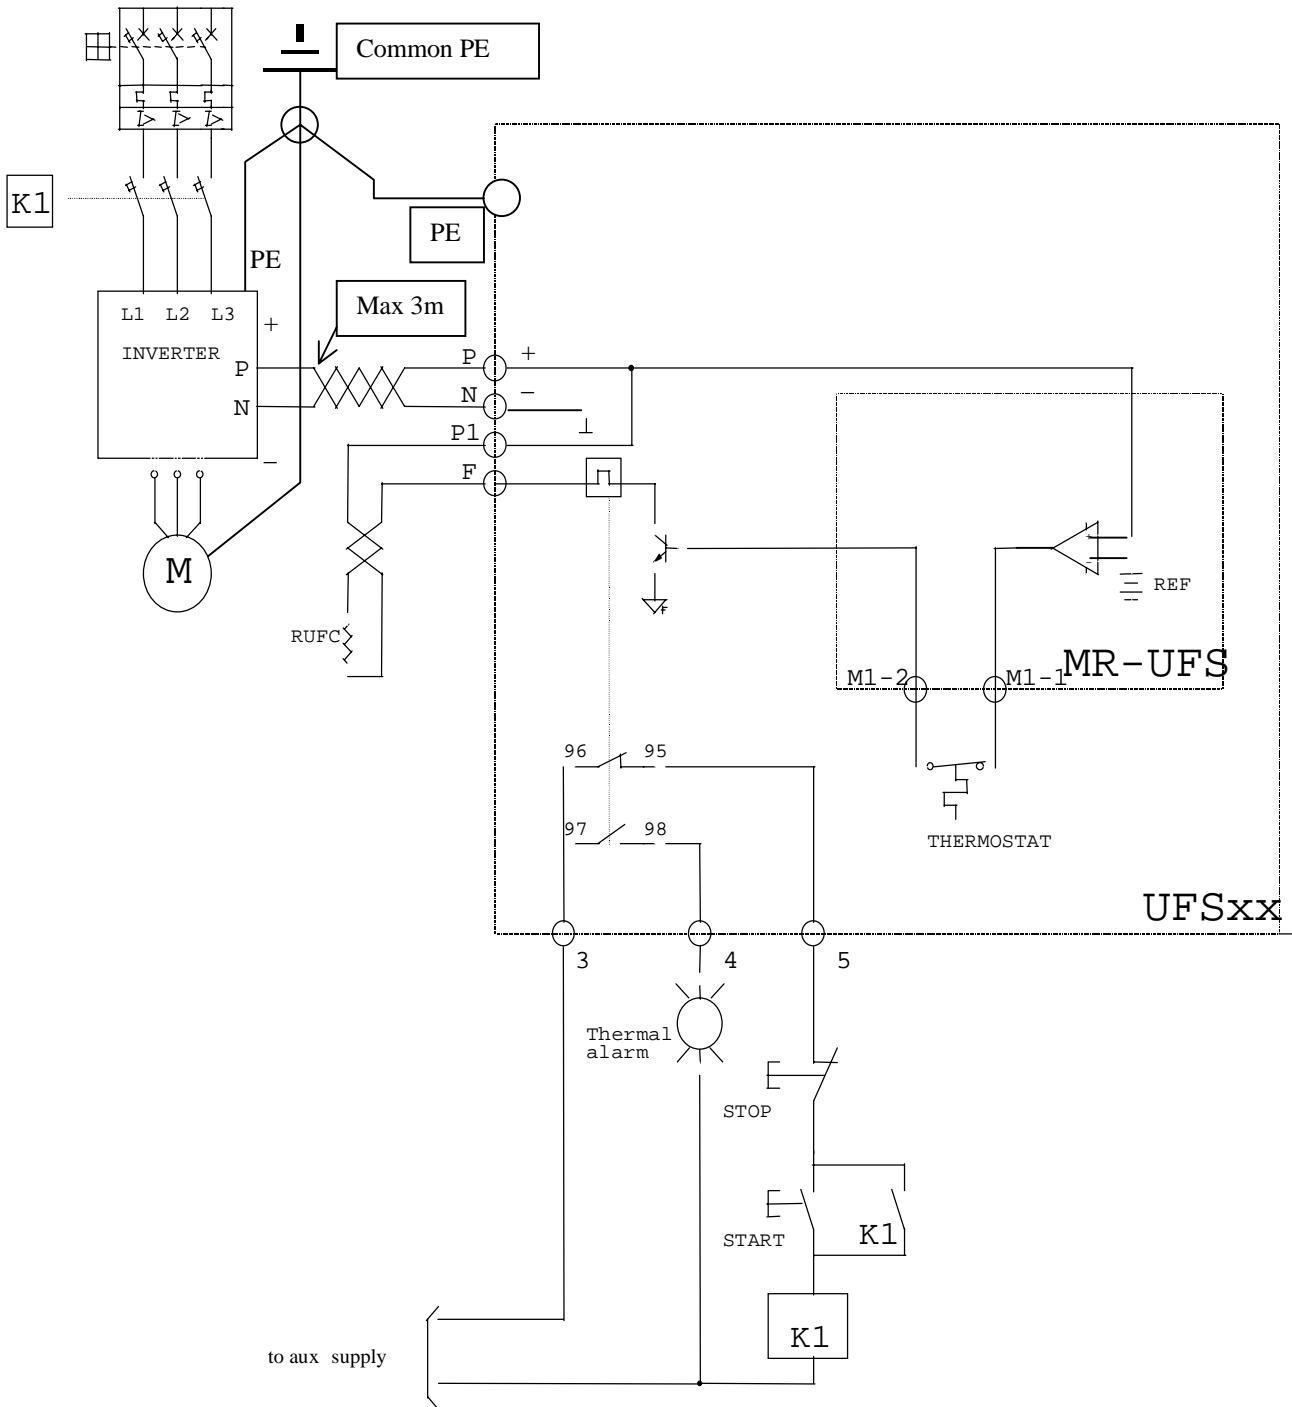 Common PE
K1
PE
PE
Max 3m
L1 L2 L3
+
INVERTER
P
N
−
P
+
N
−
P1
F
M
RUFC
REF
MR-UFS
M1-2
M1-1
96 95
97 98
THERMOSTAT
UFSxx
3
4
5
Thermal
alarm
STOP
START
K1
K1
to aux supply